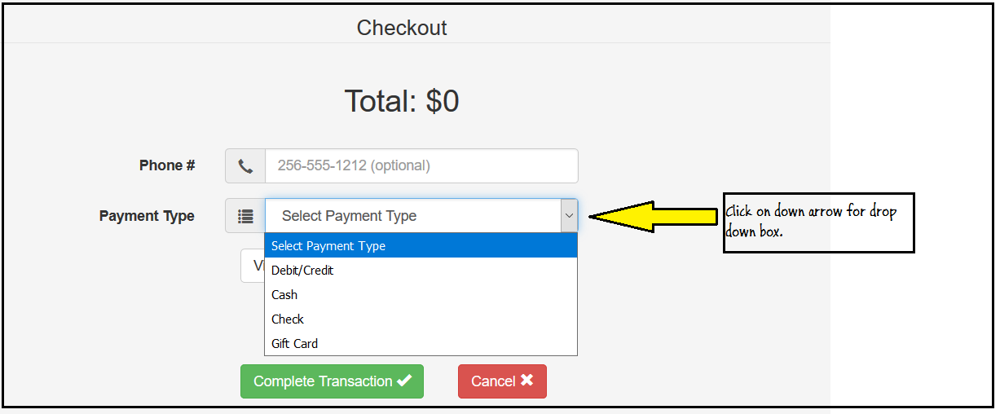 Checkout
Total: $0
Phone #
256-555-1212 (optional)
Payment Type
Select Payment Type
Click on down arrow for drop
down box.
Select Payment Type
Debit/Credit
Cash
Check
Gift Card
Complete Transaction
Cancel